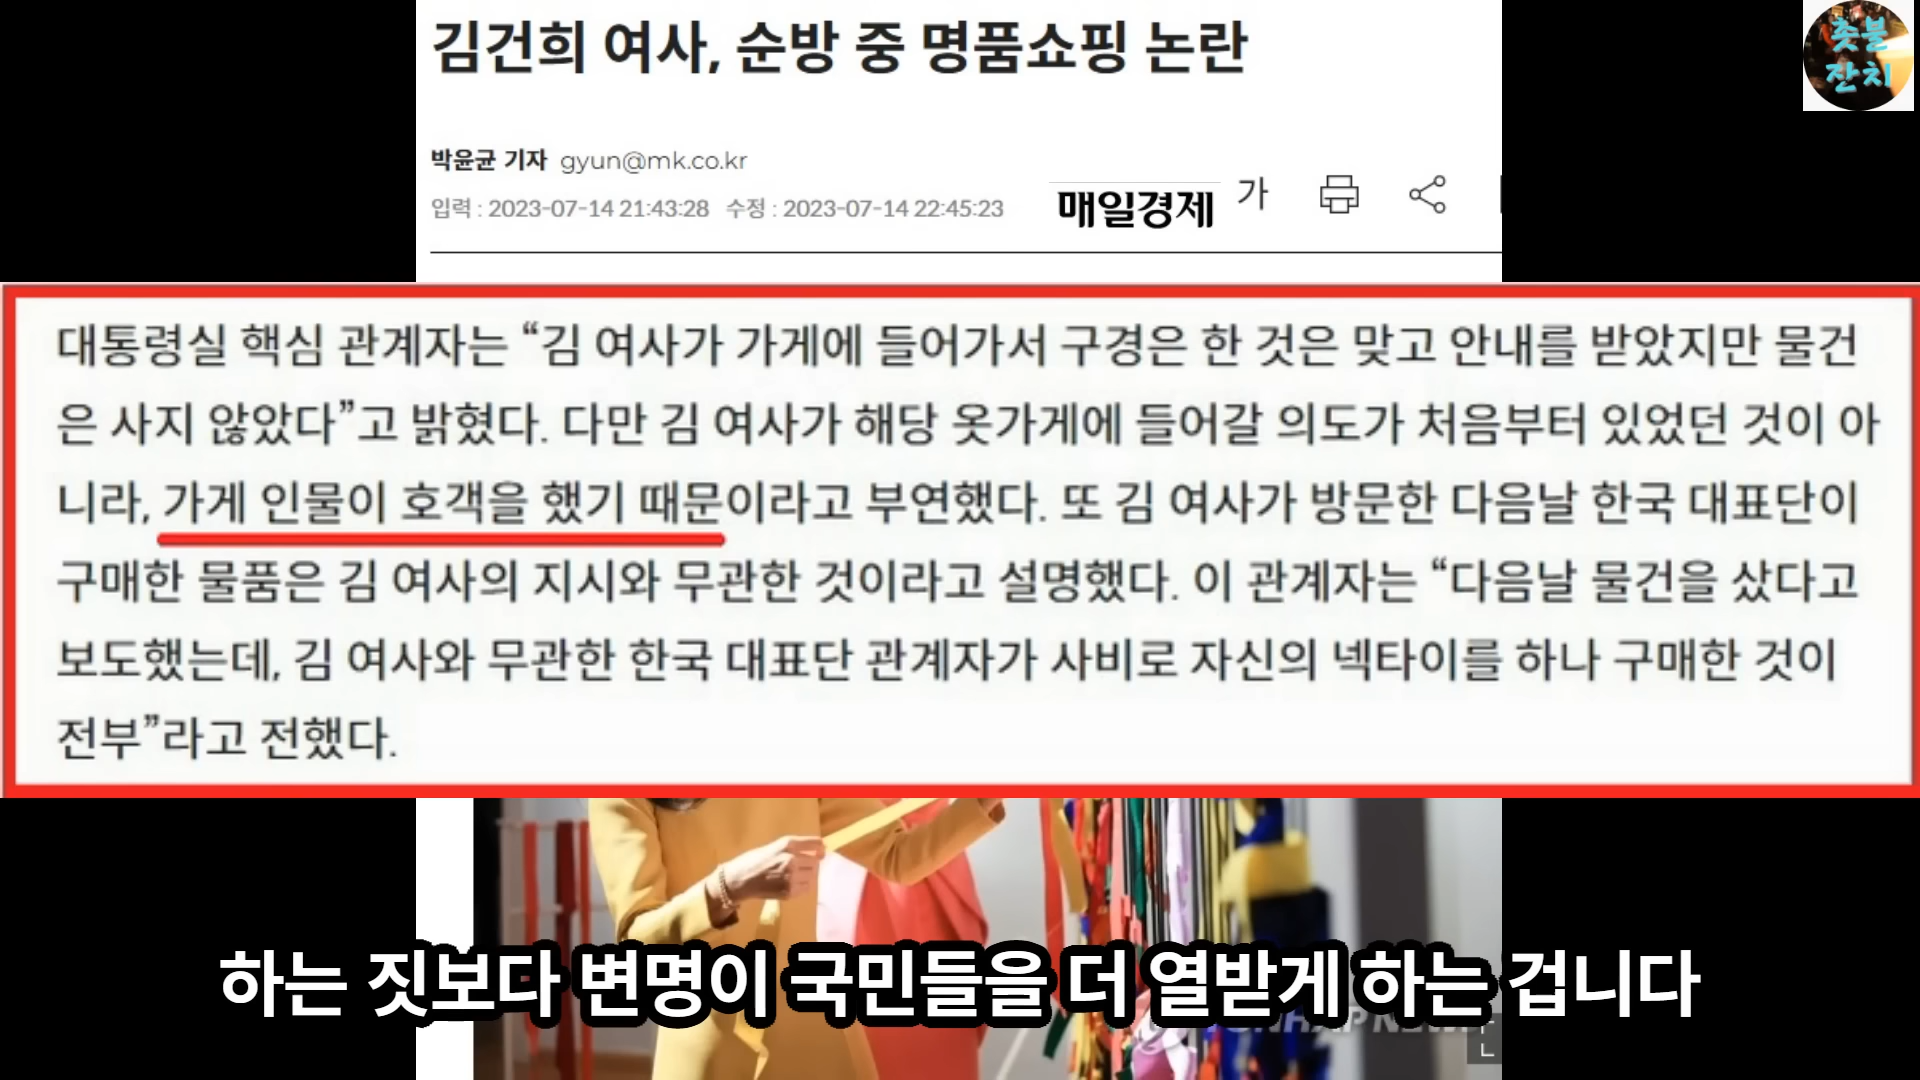 김건희 여사, 순방 중 명품쇼핑 논란
촛불
잔치
박윤균 기자 gyun@mk.co.kr
입력 : 2023-07-14 21:43:28 수정 : 2023-07-14 22:45:23
매일경제 가
대통령실 핵심 관계자는 “김 여사가 가게에 들어가서 구경은 한 것은 맞고 안내를 받았지만 물건
은 사지 않았다”고 밝혔다. 다만 김 여사가 해당 옷가게에 들어갈 의도가 처음부터 있었던 것이 아
니라, 가게 인물이 호객을 했기 때문이라고 부연했다. 또 김 여사가 방문한 다음날 한국 대표단이
구매한 물품은 김 여사의 지시와 무관한 것이라고 설명했다. 이 관계자는 “다음날 물건을 샀다고
보도했는데, 김 여사와 무관한 한국 대표단 관계자가 사비로 자신의 넥타이를 하나 구매한 것이
전부”라고 전했다.
하는 짓보다 변명이 국민들을 더 열받게 하는 겁니다